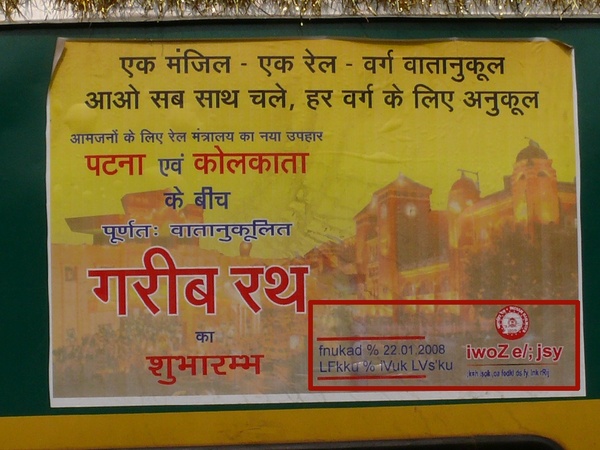 एक मंजिल - एक रेल - वर्ग वातानुकूल
आओ सब साथ चले, हर वर्ग के लिए अनुकूल
आमजनों के लिए रेल मंत्रालय का नया उपहार
पटना एवं कोलकाता
के बीच
पूर्णतः वातानुकूलित
गरीब रथ
का
शुभारम्भ
fnukad % 22.01.2008
LFkku % iVuk LVs'ku
iwoZ e/; jsy